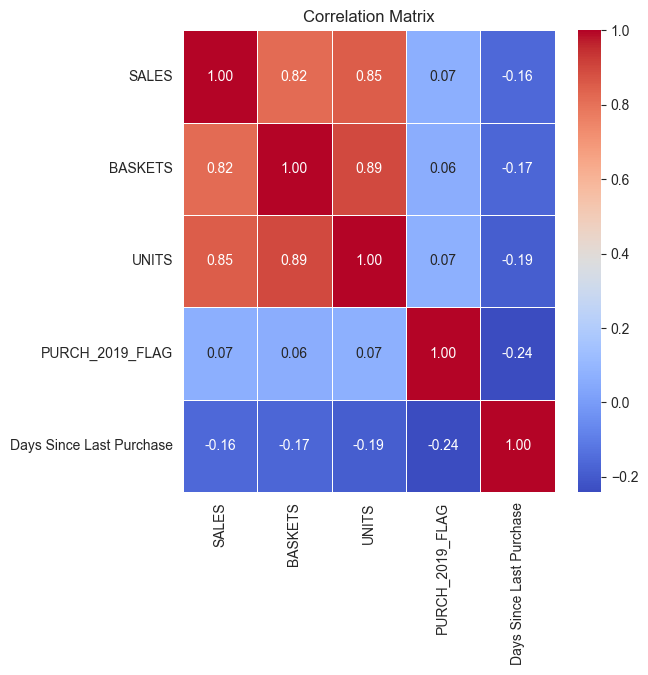 Correlation Matrix
SALES 1.00 0.82 0.85 0.07 -0.16
BASKETS 0.82 1.00 0.89 0.06 -0.17
UNITS 0.85 0.89 1.00 0.07 -0.19
PURCH_2019_FLAG 0.07 0.06 0.07 1.00 -0.24
Days Since Last Purchase -0.16 -0.17 -0.19 -0.24 1.00
SALES
BASKETS
UNITS
PURCH_2019_FLAG
Days Since Last Purchase
1.0
0.8
0.6
0.4
0.2
0.0
−0.2